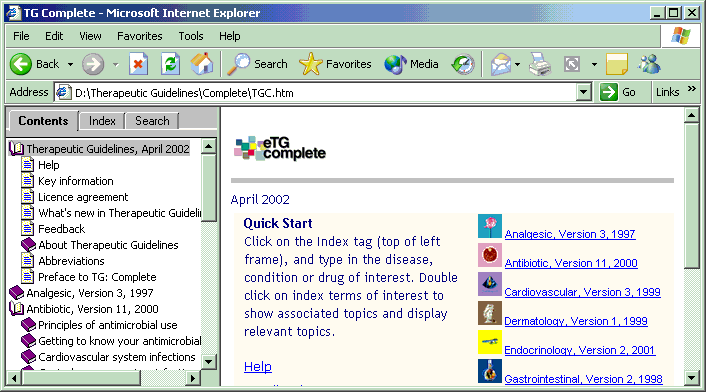 TG Complete - Microsoft Internet Explorer
File Edit View Favorites Tools Help
Back Search Favorites Media
Address D:\Therapeutic Guidelines\Complete\TGC.htm Go Links »
Contents Index Search
Therapeutic Guidelines, April 2002
Help
Key information
Licence agreement
What's new in Therapeutic Guideli
Feedback
About Therapeutic Guidelines
Abbreviations
Preface to TG: Complete
Analgesic, Version 3, 1997
Antibiotic, Version 11, 2000
Principles of antimicrobial use
Getting to know your antimicrobial
Cardiovascular system infections
eTG
complete
April 2002
Quick Start
Click on the Index tag (top of left
frame), and type in the disease,
condition or drug of interest. Double
click on index terms of interest to
show associated topics and display
relevant topics.
Help
Analgesic, Version 3, 1997
Antibiotic, Version 11, 2000
Cardiovascular, Version 3, 1999
Dermatology, Version 1, 1999
Endocrinology, Version 2, 2001
Gastrointestinal, Version 2, 1998